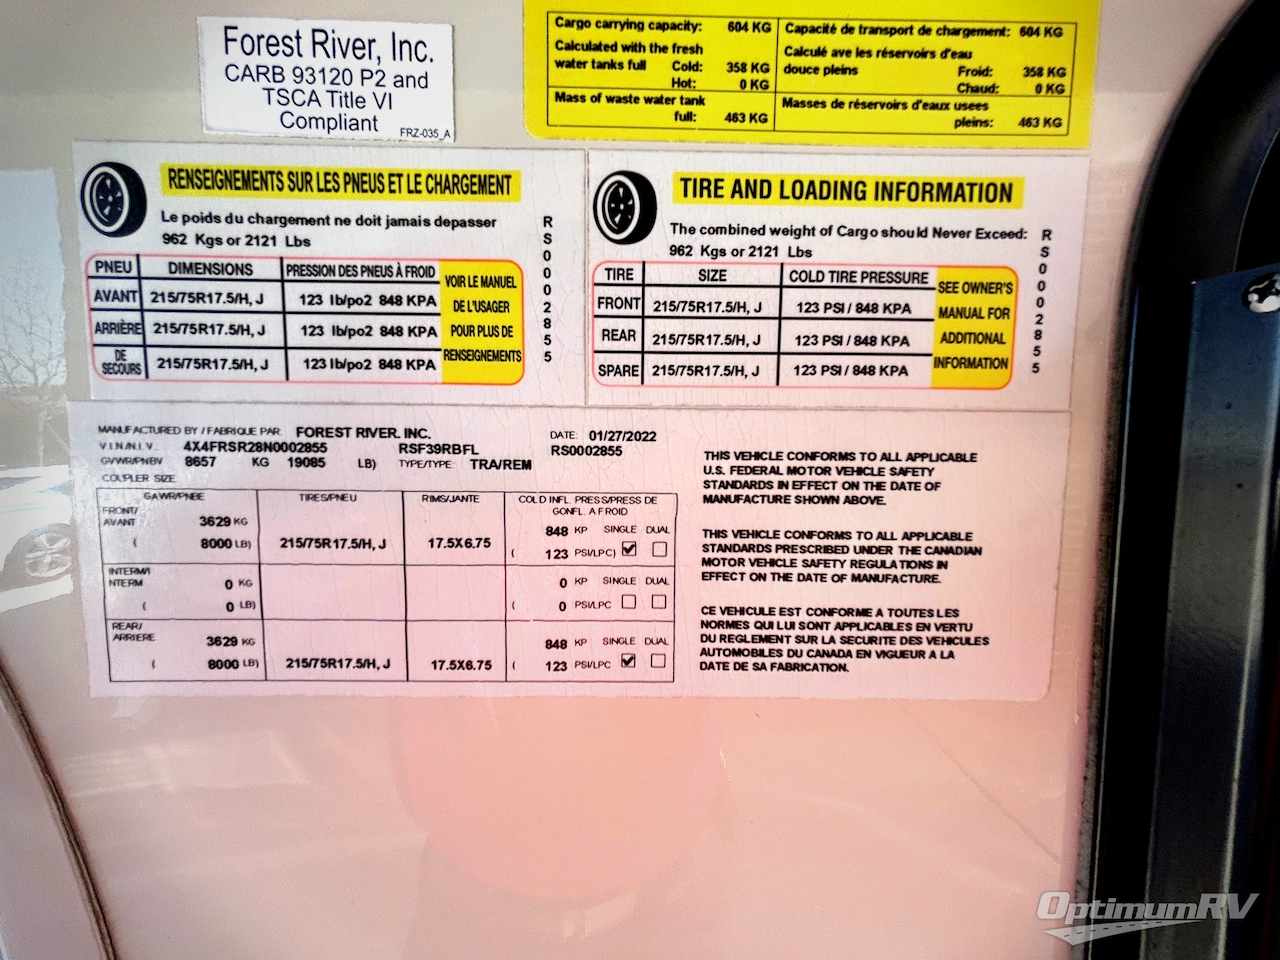 Forest River, Inc.
CARB 93120 P2 and
TSCA Title VI
Compliant
FRZ-035_A
Cargo carrying capacity: 604 KG
Calculated with the fresh
water tanks full Cold: 358 KG
Hot: 0 KG
Mass of waste water tank
full: 463 KG
Capacité de transport de chargement: 604 KG
Calculé ave les réservoirs d'eau
douce pleins Froid: 358 KG
Chaud: 0 KG
Masses de réservoirs d'eaux usees
pleins: 463 KG
RENSEIGNEMENTS SUR LES PNEUS ET LE CHARGEMENT
Le poids du chargement ne doit jamais depasser
962 Kgs or 2121 Lbs
PNEU DIMENSIONS PRESSION DES PNEUS À FROID
AVANT 215/75R17.5/H, J 123 lb/po2 848 KPA
ARRIÈRE 215/75R17.5/H, J 123 lb/po2 848 KPA
DE
SECOURS 215/75R17.5/H, J 123 lb/po2 848 KPA
VOIR LE MANUEL
DE L'USAGER
POUR PLUS DE
RENSEIGNEMENTS
RS0002855
TIRE AND LOADING INFORMATION
The combined weight of Cargo should Never Exceed:
962 Kgs or 2121 Lbs
TIRE SIZE COLD TIRE PRESSURE
FRONT 215/75R17.5/H, J 123 PSI / 848 KPA
REAR 215/75R17.5/H, J 123 PSI / 848 KPA
SPARE 215/75R17.5/H, J 123 PSI / 848 KPA
SEE OWNER'S
MANUAL FOR
ADDITIONAL
INFORMATION
RS0002855
MANUFACTURED BY / FABRIQUE PAR: FOREST RIVER, INC. DATE: 01/27/2022
V.I.N./N.I.V. 4X4FRSR28N0002855 RSF39RBFL RS0002855
GVWR/PNBV 8657 KG 19085 LB) TYPE/TYPE: TRA/REM
COUPLER SIZE
GAWR/PNBE TIRES/PNEU RIMS/JANTE COLD INFL. PRESS/PRESS DE
GONFL. A FROID
FRONT/
AVANT 3629 KG 848 KP SINGLE DUAL
( 8000 LB) 215/75R17.5/H, J 17.5X6.75 ( 123 PSI/LPC)
INTERM/
NTERM 0 KG 0 KP SINGLE DUAL
( 0 LB) ( 0 PSI/LPC
REAR/
ARRIERE 3629 KG 848 KP SINGLE DUAL
( 8000 LB) 215/75R17.5/H, J 17.5X6.75 ( 123 PSI/LPC
THIS VEHICLE CONFORMS TO ALL APPLICABLE
U.S. FEDERAL MOTOR VEHICLE SAFETY
STANDARDS IN EFFECT ON THE DATE OF
MANUFACTURE SHOWN ABOVE.
THIS VEHICLE CONFORMS TO ALL APPLICABLE
STANDARDS PRESCRIBED UNDER THE CANADIAN
MOTOR VEHICLE SAFETY REGULATIONS IN
EFFECT ON THE DATE OF MANUFACTURE.
CE VEHICULE EST CONFORME A TOUTES LES
NORMES QUI LUI SONT APPLICABLES EN VERTU
DU REGLEMENT SUR LA SECURITE DES VEHICULES
AUTOMOBILES DU CANADA EN VIGUEUR A LA
DATE DE SA FABRICATION.
OptimumRV